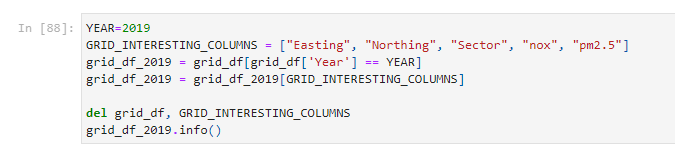 In [88]: YEAR=2019
GRID_INTERESTING_COLUMNS = ["Easting", "Northing", "Sector", "nox", "pm2.5"]
grid_df_2019 = grid_df[grid_df['Year'] == YEAR]
grid_df_2019 = grid_df_2019[GRID_INTERESTING_COLUMNS]

del grid_df, GRID_INTERESTING_COLUMNS
grid_df_2019.info()